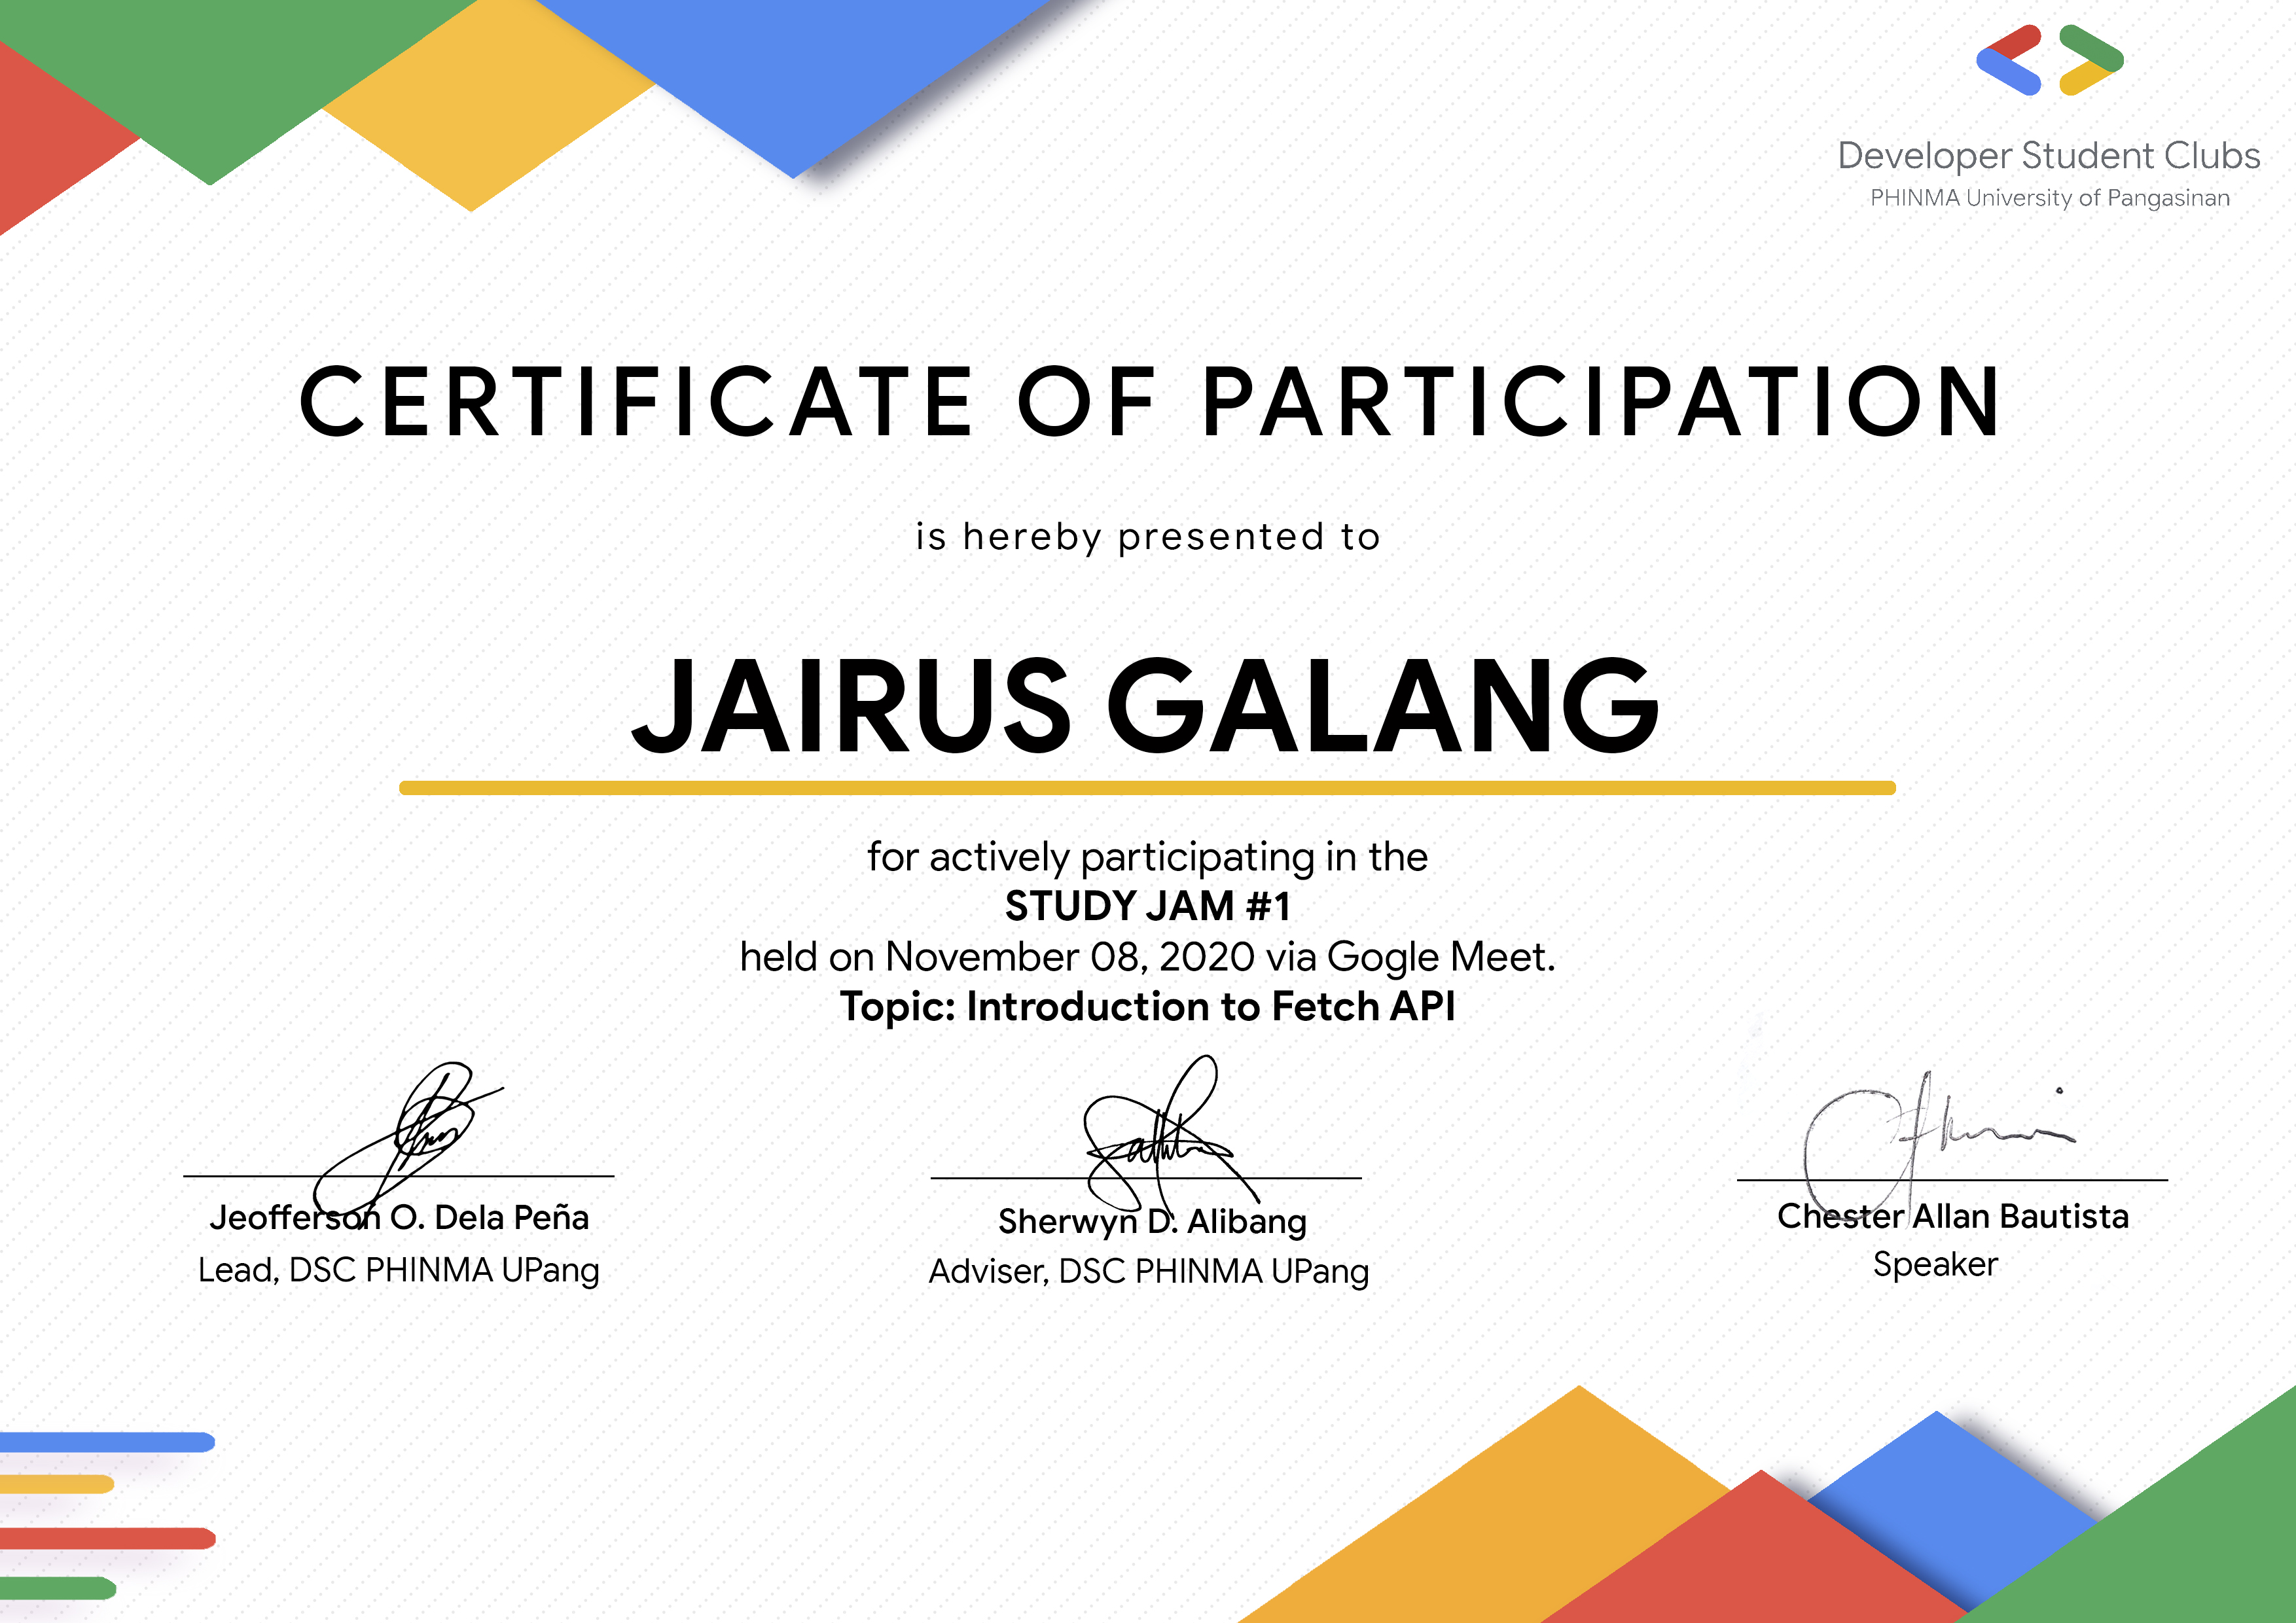 Developer Student Clubs
PHINMA University of Pangasinan
CERTIFICATE OF PARTICIPATION
is hereby presented to
JAIRUS GALANG
for actively participating in the
STUDY JAM #1
held on November 08, 2020 via Gogle Meet.
Topic: Introduction to Fetch API
Jeofferson O. Dela Peña
Lead, DSC PHINMA UPang
Sherwyn D. Alibang
Adviser, DSC PHINMA UPang
Chester Allan Bautista
Speaker